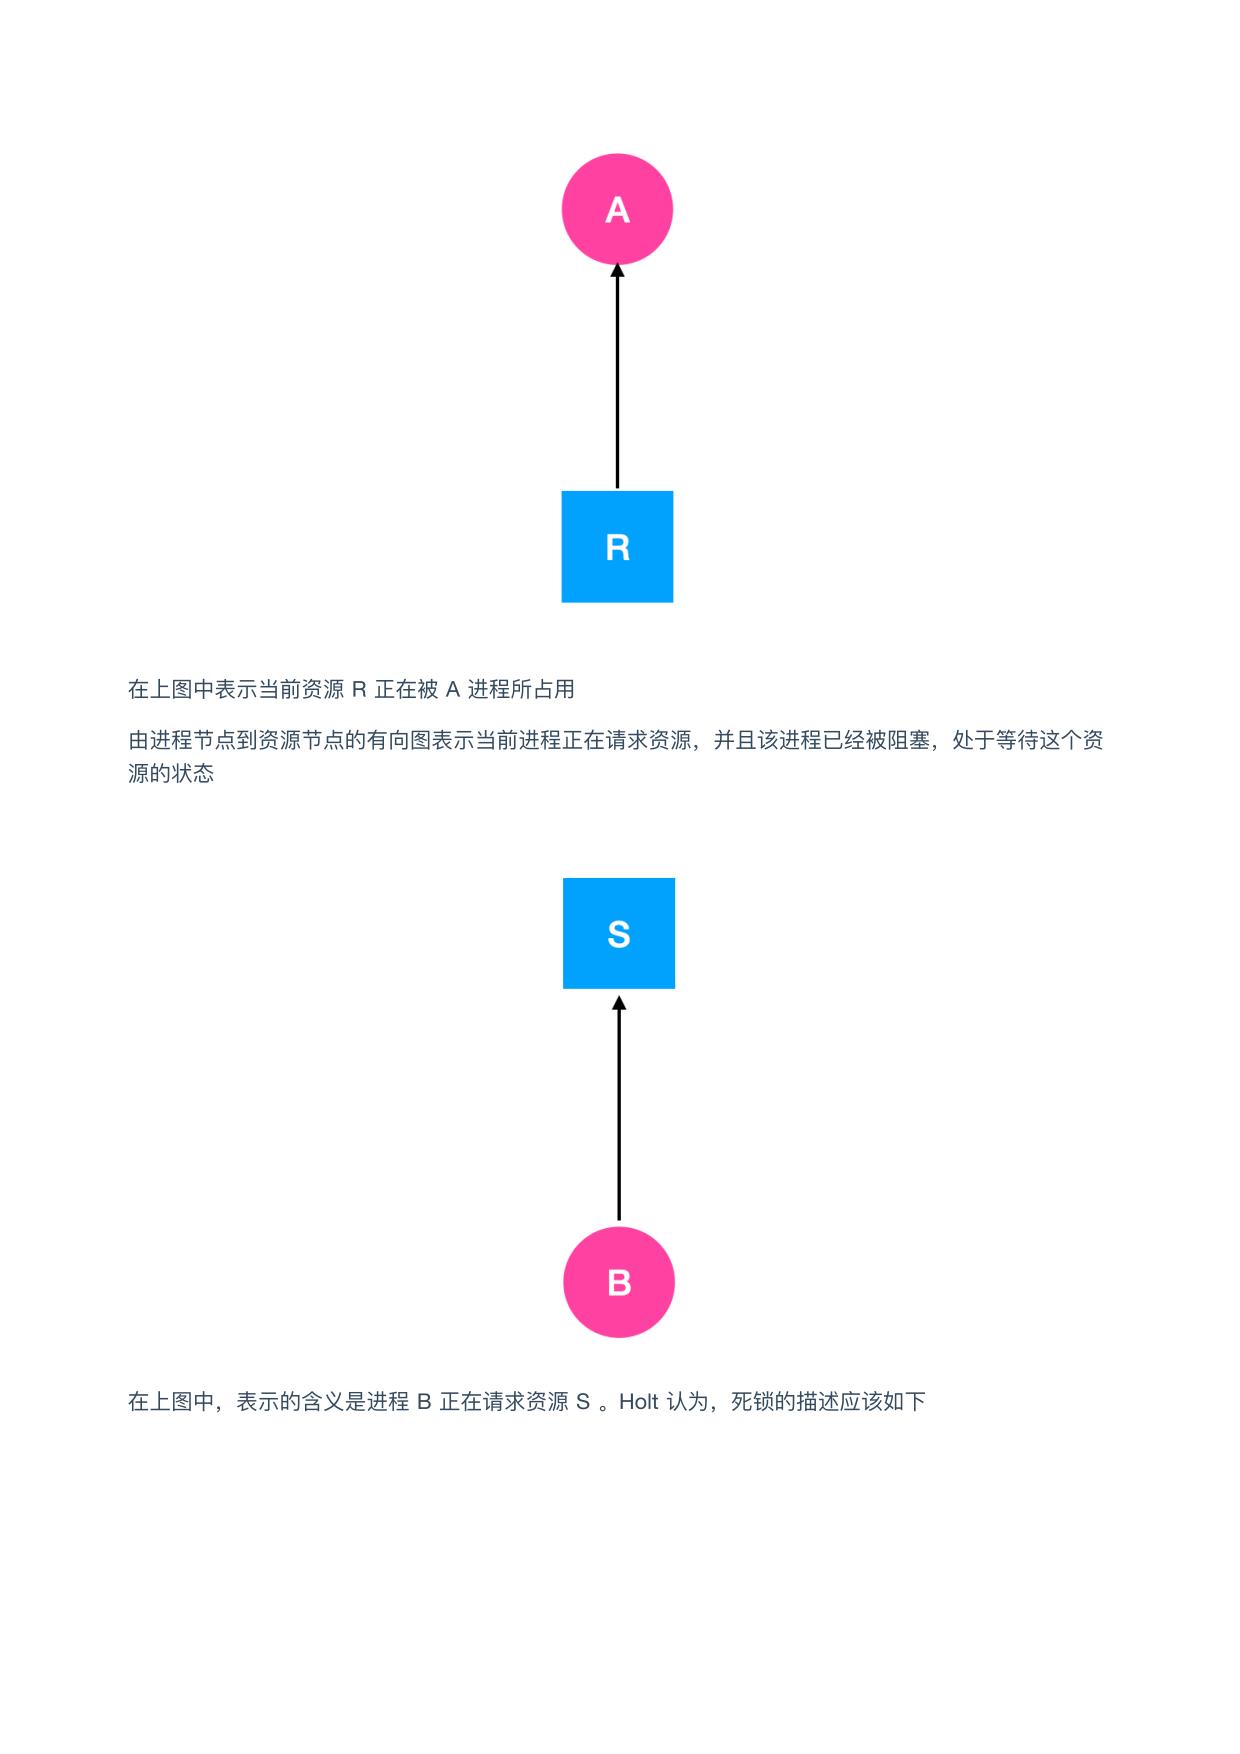 A
R
在上图中表示当前资源 R 正在被 A 进程所占用
由进程节点到资源节点的有向图表示当前进程正在请求资源，并且该进程已经被阻塞，处于等待这个资
源的状态
S
B
在上图中，表示的含义是进程 B 正在请求资源 S 。Holt 认为，死锁的描述应该如下